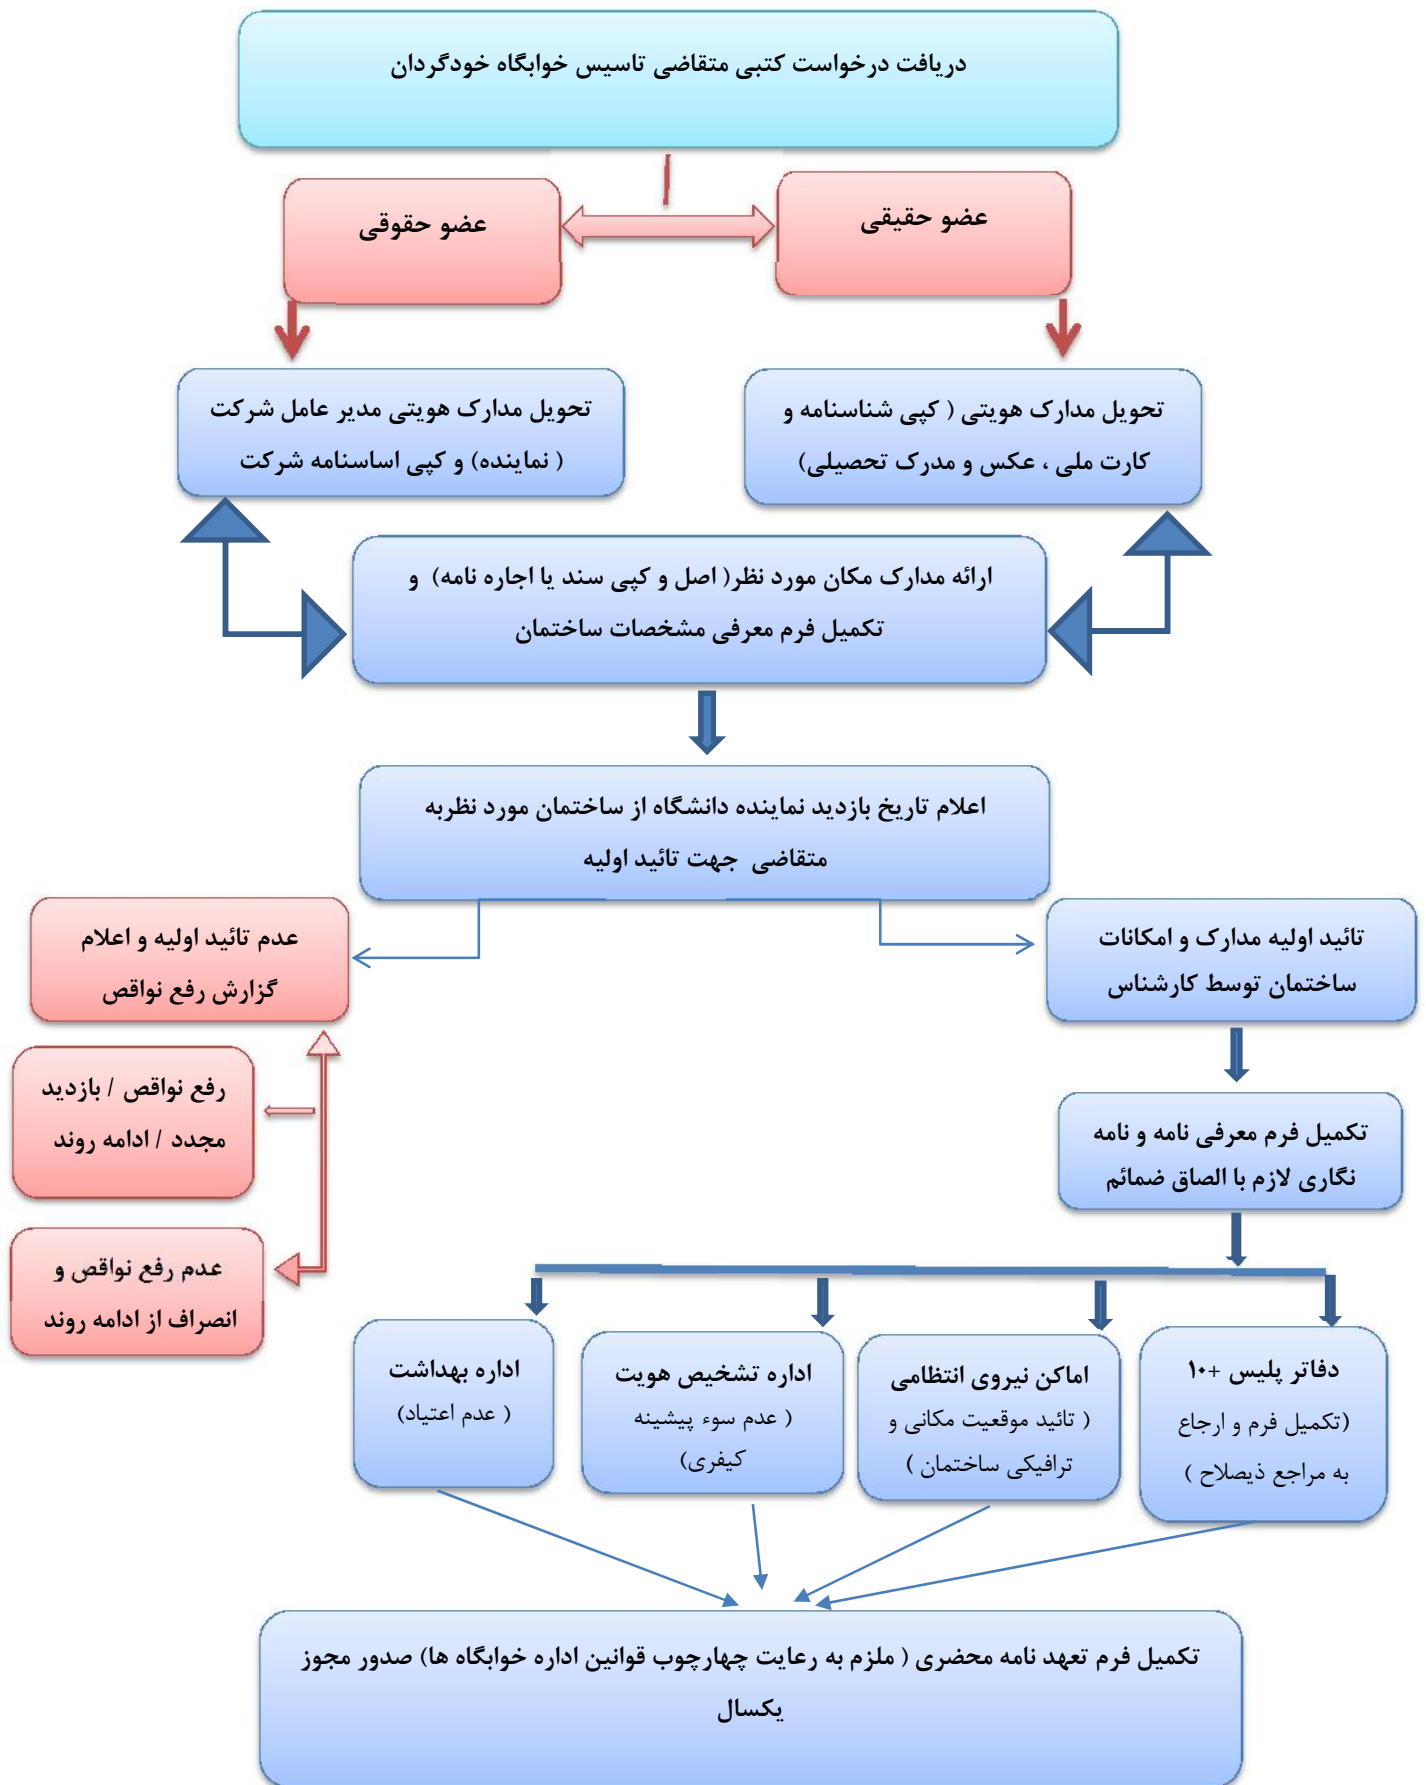 دریافت درخواست کتبی متقاضی تاسیس خوابگاه خودگردان
عضو حقیقی
عضو حقوقی
تحویل مدارک هویتی ( کپی شناسنامه و
کارت ملی ، عکس و مدرک تحصیلی)
تحویل مدارک هویتی مدیر عامل شرکت
( نماینده) و کپی اساسنامه شرکت
ارائه مدارک مکان مورد نظر( اصل و کپی سند یا اجاره نامه) و
تکمیل فرم معرفی مشخصات ساختمان
اعلام تاریخ بازدید نماینده دانشگاه از ساختمان مورد نظربه
متقاضی جهت تائید اولیه
تائید اولیه مدارک و امکانات
ساختمان توسط کارشناس
عدم تائید اولیه و اعلام
گزارش رفع نواقص
رفع نواقص / بازدید
مجدد / ادامه روند
عدم رفع نواقص و
انصراف از ادامه روند
تکمیل فرم معرفی نامه و نامه
نگاری لازم با الصاق ضمائم
دفاتر پلیس +۱۰
(تکمیل فرم و ارجاع
به مراجع ذیصلاح )
اماکن نیروی انتظامی
( تائید موقعیت مکانی و
ترافیکی ساختمان )
اداره تشخیص هویت
( عدم سوء پیشینه
کیفری)
اداره بهداشت
( عدم اعتیاد)
تکمیل فرم تعهد نامه محضری ( ملزم به رعایت چهارچوب قوانین اداره خوابگاه ها) صدور مجوز
یکسال